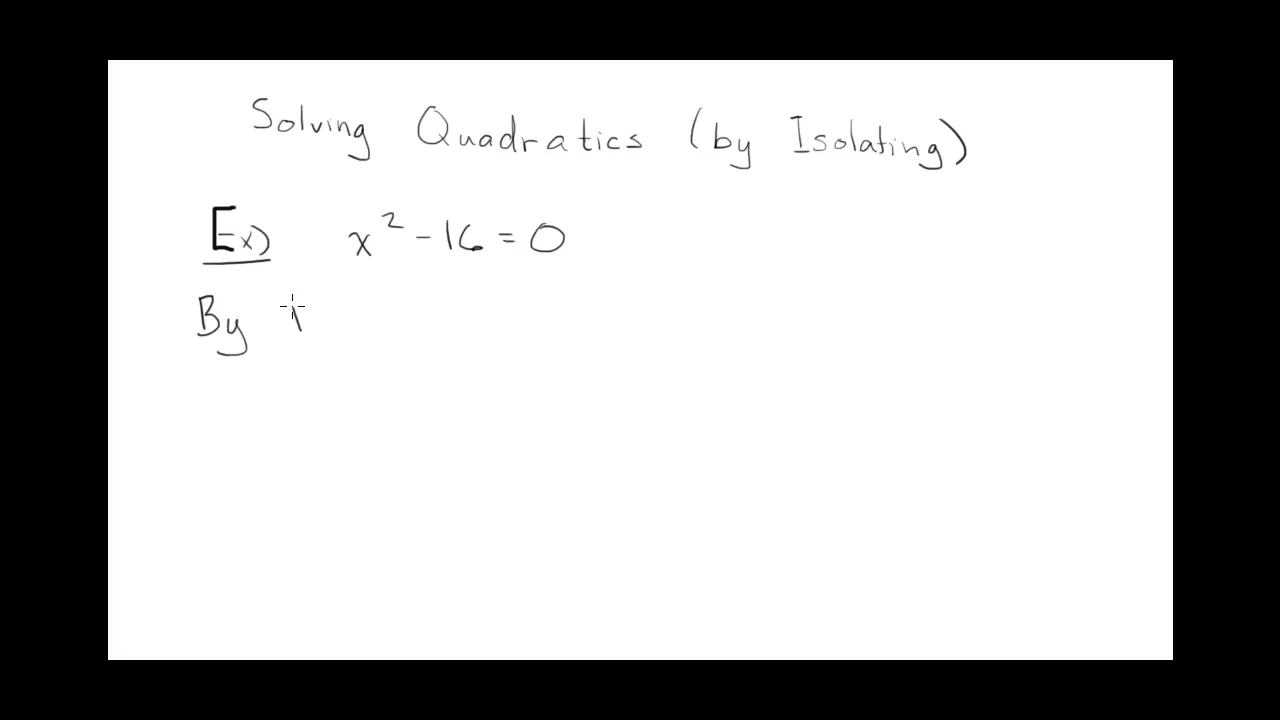 Solving Quadratics (by Isolating)
Ex) x² - 16 = 0
By